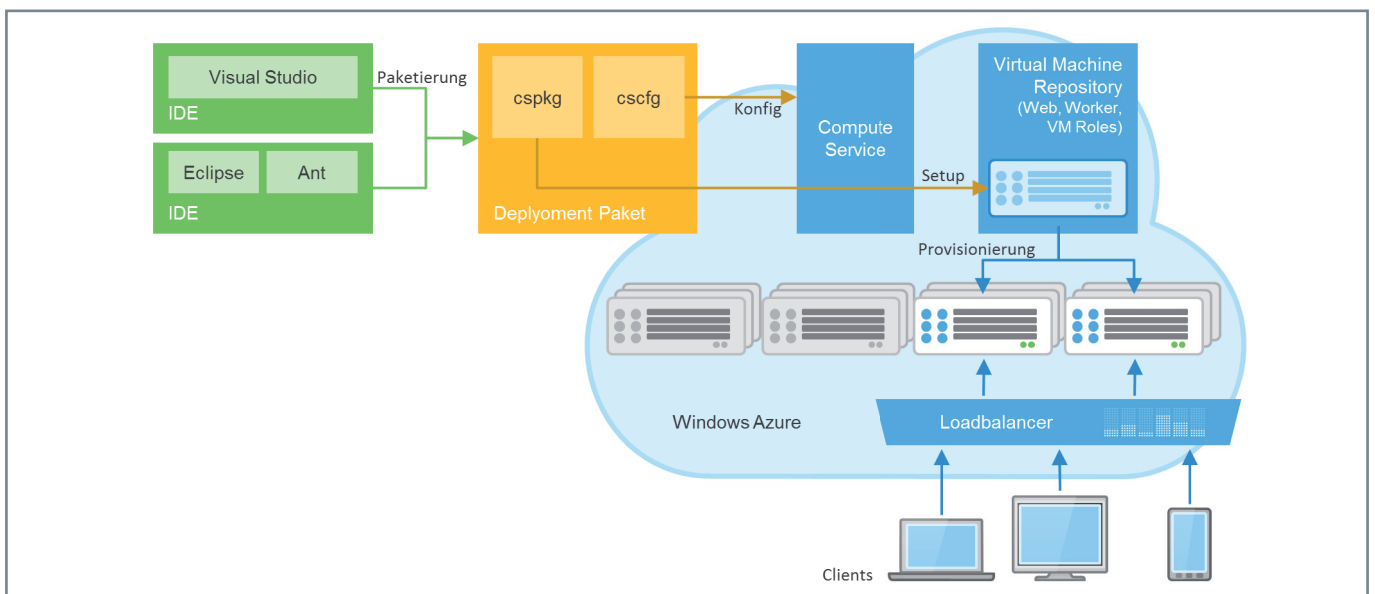 Visual Studio
IDE
Paketierung
Eclipse
Ant
IDE
cspkg
cscfg
Deplyoment Paket
Konfig
Compute
Service
Setup
Virtual Machine
Repository
(Web, Worker,
VM Roles)
Provisionierung
Windows Azure
Loadbalancer
Clients